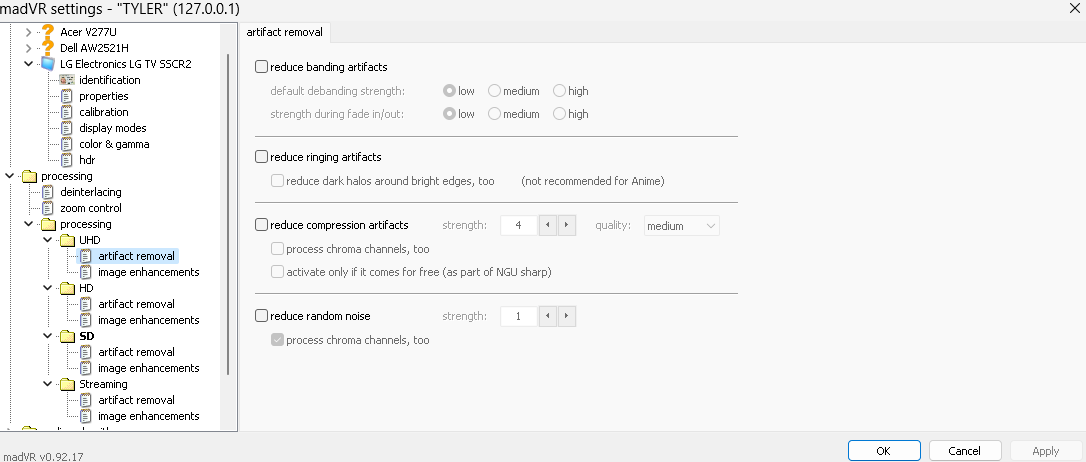 madVR settings - "TYLER" (127.0.0.1)
Acer V277U
Dell AW2521H
LG Electronics LG TV SSCR2
identification
properties
calibration
display modes
color & gamma
hdr
processing
deinterlacing
zoom control
processing
UHD
artifact removal
image enhancements
HD
artifact removal
image enhancements
SD
artifact removal
image enhancements
Streaming
artifact removal
image enhancements
madVR v0.92.17
artifact removal
reduce banding artifacts
default debanding strength: low medium high
strength during fade in/out: low medium high
reduce ringing artifacts
reduce dark halos around bright edges, too (not recommended for Anime)
reduce compression artifacts strength: 4 quality: medium
process chroma channels, too
activate only if it comes for free (as part of NGU sharp)
reduce random noise strength: 1
process chroma channels, too
OK Cancel Apply